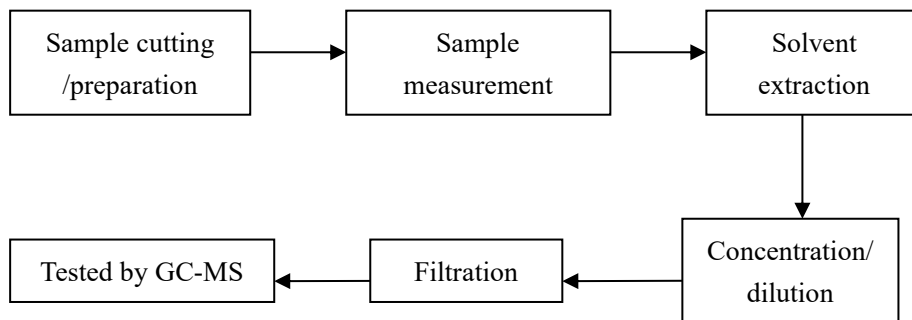 Sample cutting
/preparation
Sample
measurement
Solvent
extraction
Concentration/
dilution
Filtration
Tested by GC-MS